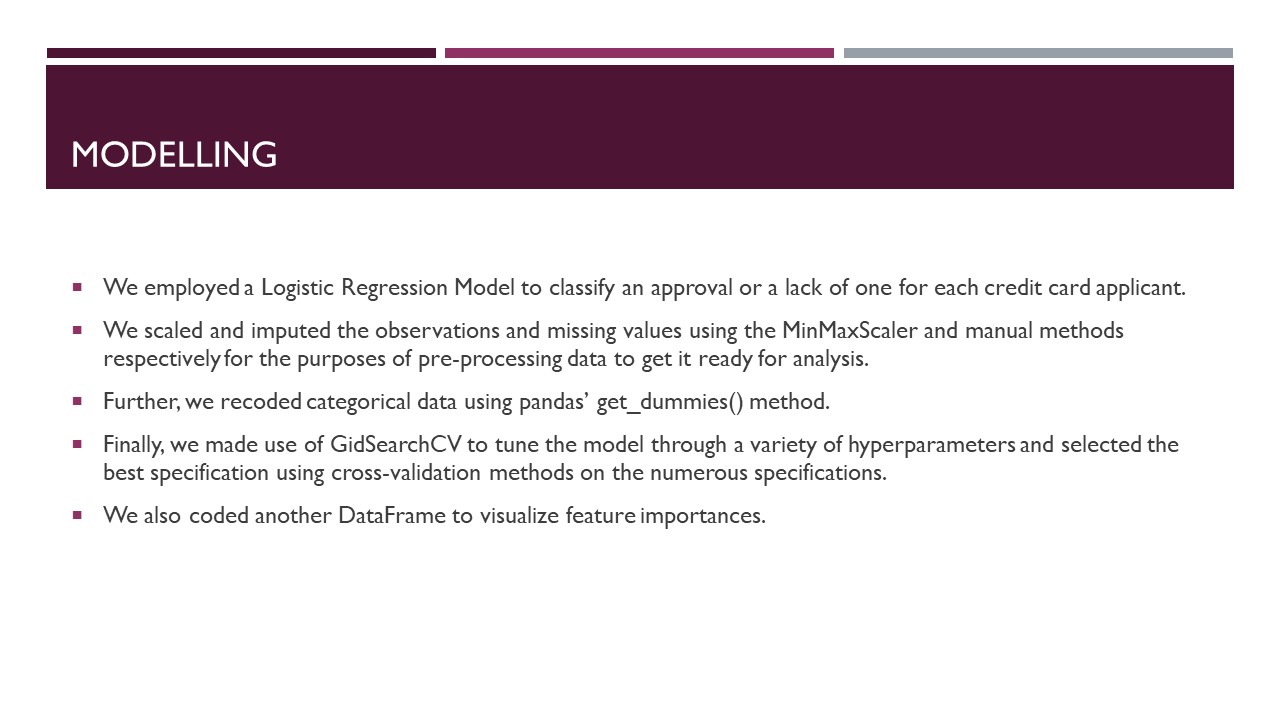 MODELLING
▪ We employed a Logistic Regression Model to classify an approval or a lack of one for each credit card applicant.
▪ We scaled and imputed the observations and missing values using the MinMaxScaler and manual methods
respectively for the purposes of pre-processing data to get it ready for analysis.
▪ Further, we recoded categorical data using pandas’ get_dummies() method.
▪ Finally, we made use of GidSearchCV to tune the model through a variety of hyperparameters and selected the
best specification using cross-validation methods on the numerous specifications.
▪ We also coded another DataFrame to visualize feature importances.